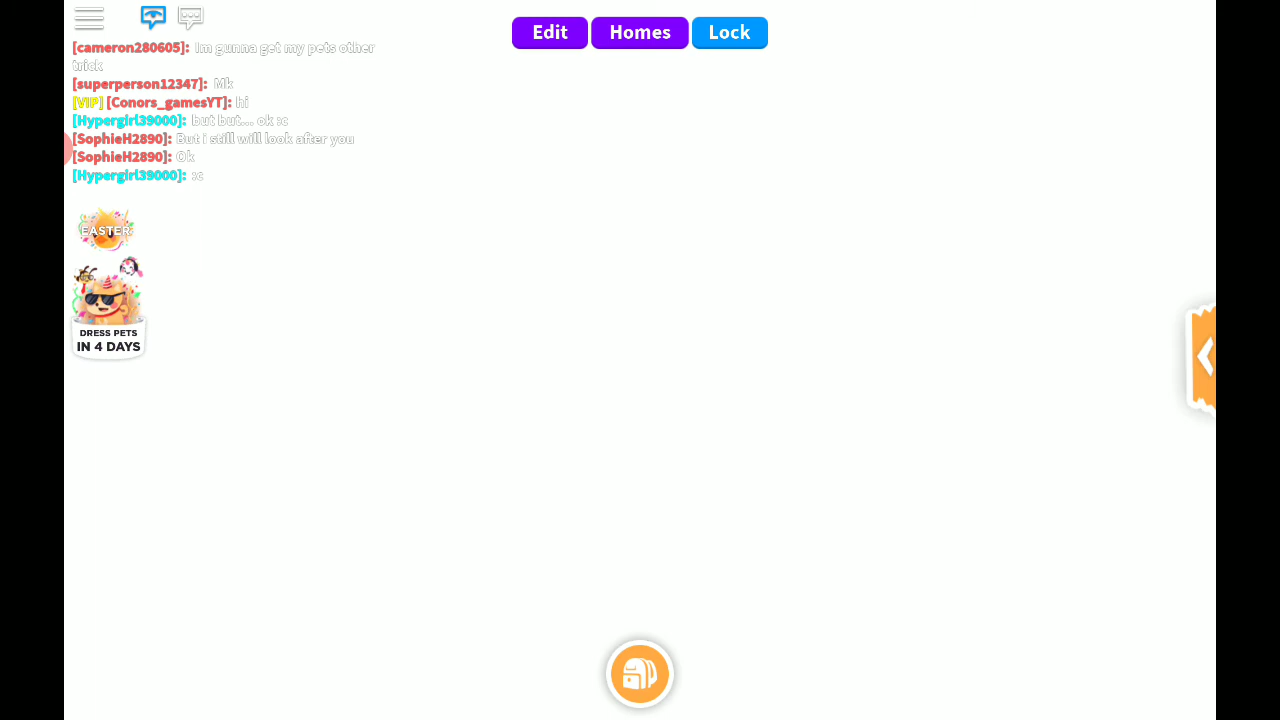 Edit
Homes
Lock
[cameron280605]: Im gunna get my pets other
trick
[superperson12347]: Mk
[VIP] [Conors_gamesYT]: hi
[Hypergirl39000]: but but... ok :c
[SophieH2890]: But i still will look after you
[SophieH2890]: Ok
[Hypergirl39000]: :c
EASTER
DRESS PETS
IN 4 DAYS